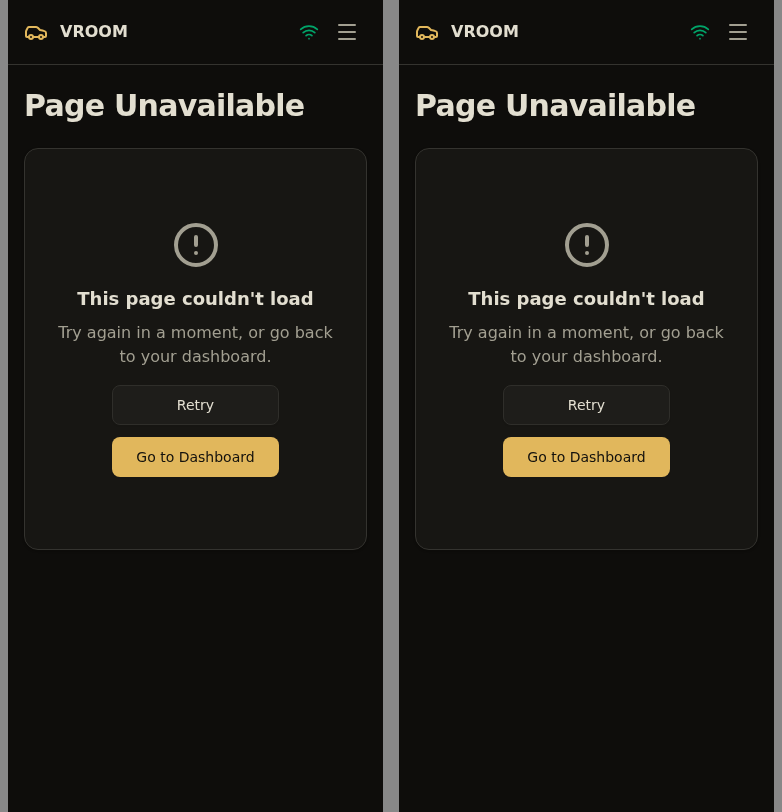 VROOM
Page Unavailable
This page couldn't load
Try again in a moment, or go back
to your dashboard.
Retry
Go to Dashboard
VROOM
Page Unavailable
This page couldn't load
Try again in a moment, or go back
to your dashboard.
Retry
Go to Dashboard